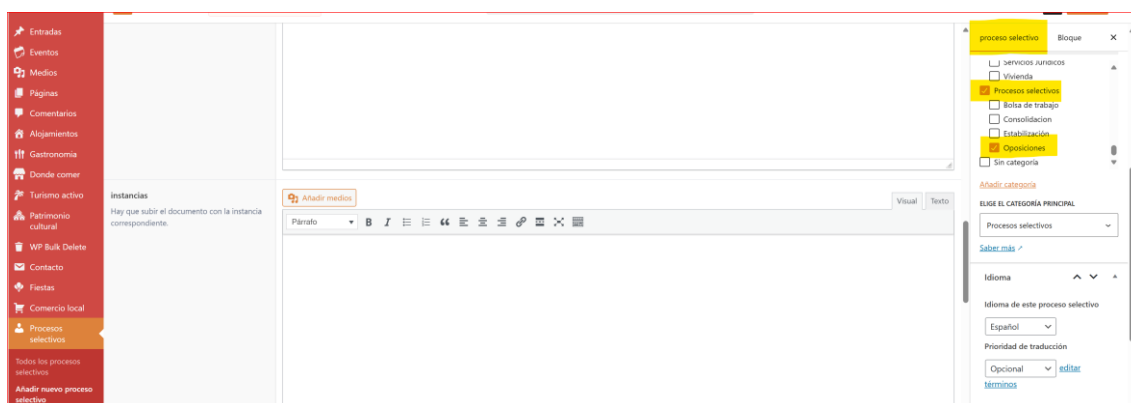 Entradas
Eventos
Medios
Páginas
Comentarios
Alojamientos
Gastronomia
Donde comer
Turismo activo
Patrimonio
cultural
WP Bulk Delete
Contacto
Fiestas
Comercio local
Procesos
selectivos
Todos los procesos
selectivos
Añadir nuevo proceso
selectivo
instancias
Hay que subir el documento con la instancia
correspondiente.
Añadir medios
Visual Texto
Párrafo B I
proceso selectivo Bloque
Servicios Jurídicos
Vivienda
Procesos selectivos
Bolsa de trabajo
Consolidacion
Estabilización
Oposiciones
Sin categoría
Añadir categoría
ELIGE EL CATEGORÍA PRINCIPAL
Procesos selectivos
Saber más
Idioma
Idioma de este proceso selectivo
Español
Prioridad de traducción
Opcional editar
términos